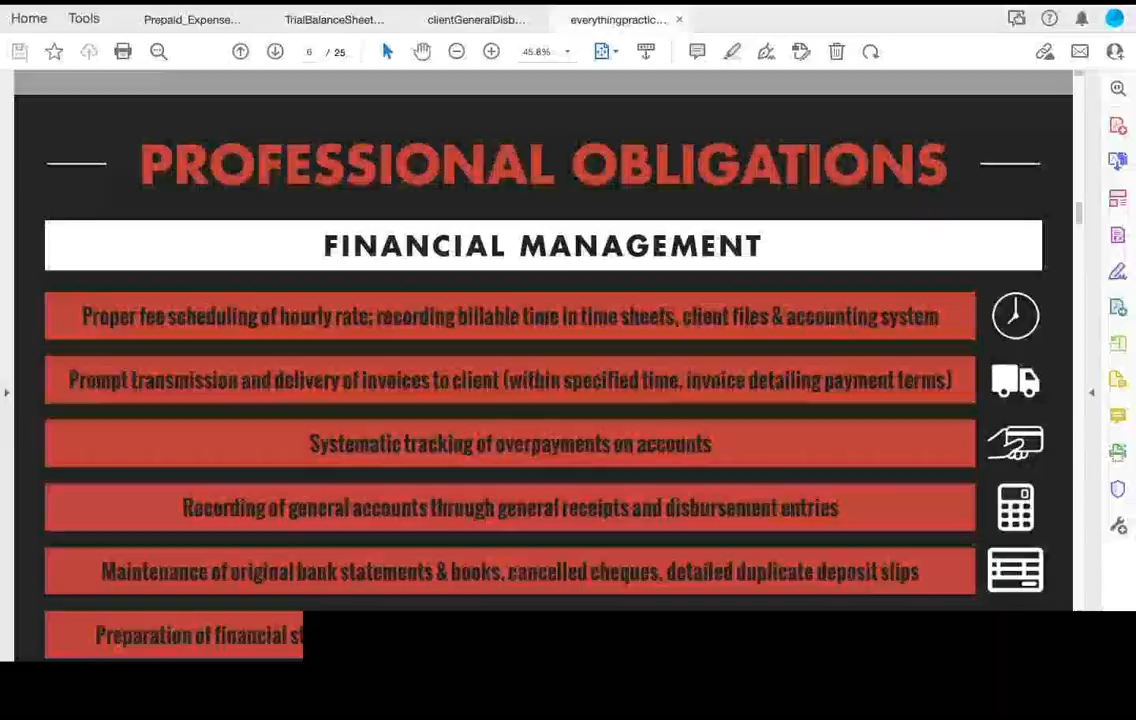 Home Tools Prepaid_Expense... TrialBalanceSheet... clientGeneralDisb... everythingpractic... ×
6 / 25 45.8%
PROFESSIONAL OBLIGATIONS
FINANCIAL MANAGEMENT
Proper fee scheduling of hourly rate; recording billable time in time sheets, client files & accounting system
Prompt transmission and delivery of invoices to client (within specified time, invoice detailing payment terms)
Systematic tracking of overpayments on accounts
Recording of general accounts through general receipts and disbursement entries
Maintenance of original bank statements & books, cancelled cheques, detailed duplicate deposit slips
Preparation of financial